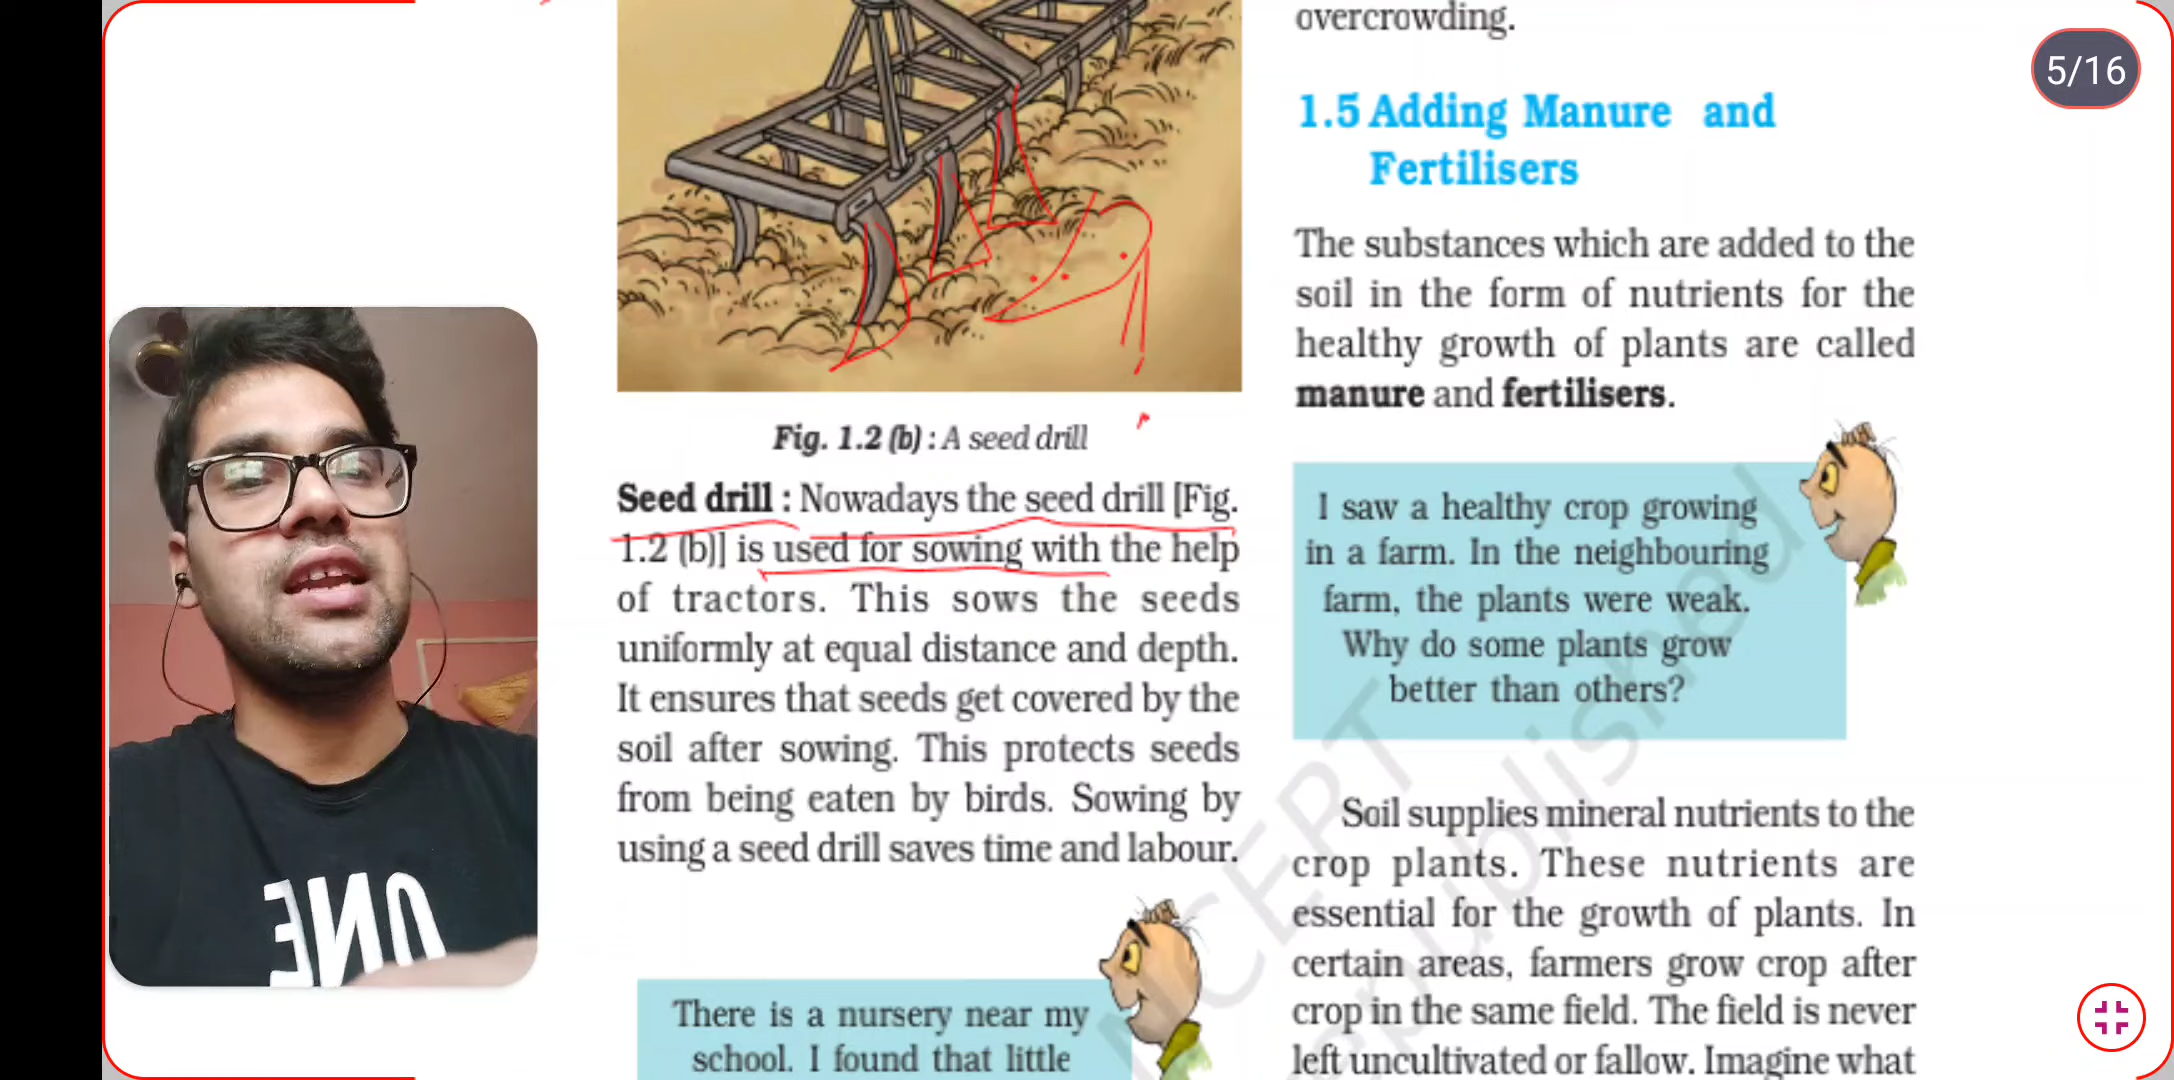 5/16
ONE
Fig. 1.2 (b) : A seed drill
Seed drill : Nowadays the seed drill [Fig.
1.2 (b)] is used for sowing with the help
of tractors. This sows the seeds
uniformly at equal distance and depth.
It ensures that seeds get covered by the
soil after sowing. This protects seeds
from being eaten by birds. Sowing by
using a seed drill saves time and labour.
There is a nursery near my
school. I found that little
overcrowding.
1.5 Adding Manure and
Fertilisers
The substances which are added to the
soil in the form of nutrients for the
healthy growth of plants are called
manure and fertilisers.
I saw a healthy crop growing
in a farm. In the neighbouring
farm, the plants were weak.
Why do some plants grow
better than others?
Soil supplies mineral nutrients to the
crop plants. These nutrients are
essential for the growth of plants. In
certain areas, farmers grow crop after
crop in the same field. The field is never
left uncultivated or fallow. Imagine what
NCERT
republished